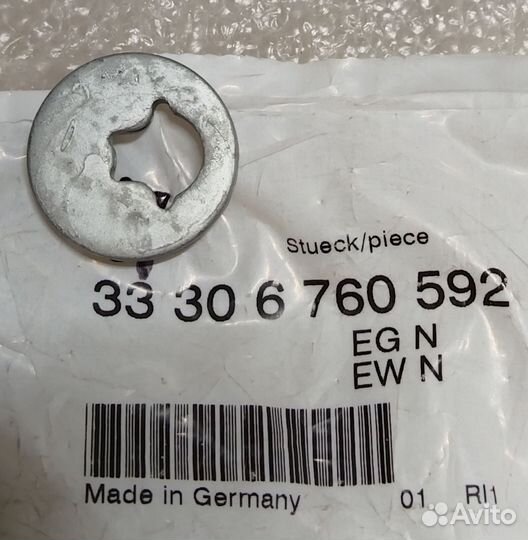 Stueck/piece
33 30 6 760 592
EG N
EW N
Made in Germany 01 RI1
Avito